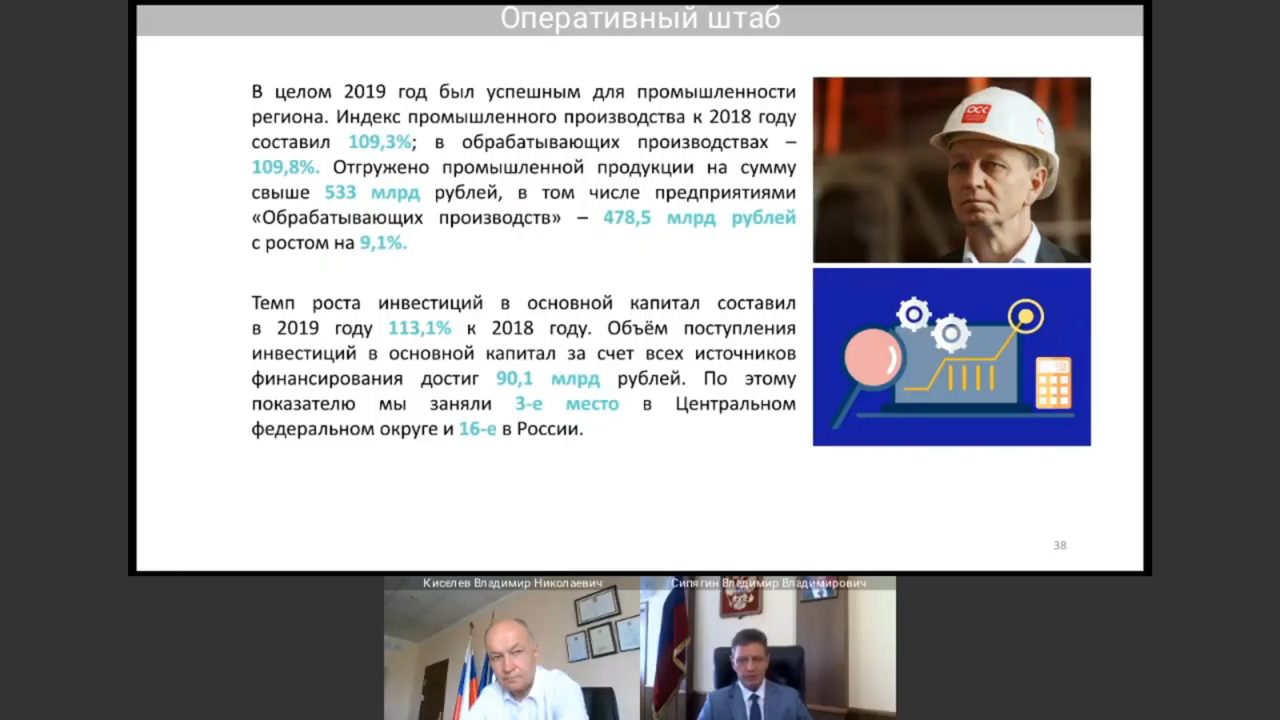 Оперативный штаб
В целом 2019 год был успешным для промышленности
региона. Индекс промышленного производства к 2018 году
составил 109,3%; в обрабатывающих производствах –
109,8%. Отгружено промышленной продукции на сумму
свыше 533 млрд рублей, в том числе предприятиями
«Обрабатывающих производств» – 478,5 млрд рублей
с ростом на 9,1%.
Темп роста инвестиций в основной капитал составил
в 2019 году 113,1% к 2018 году. Объём поступления
инвестиций в основной капитал за счет всех источников
финансирования достиг 90,1 млрд рублей. По этому
показателю мы заняли 3-е место в Центральном
федеральном округе и 16-е в России.
ОСС
38
Киселев Владимир Николаевич
Сипягин Владимир Владимирович